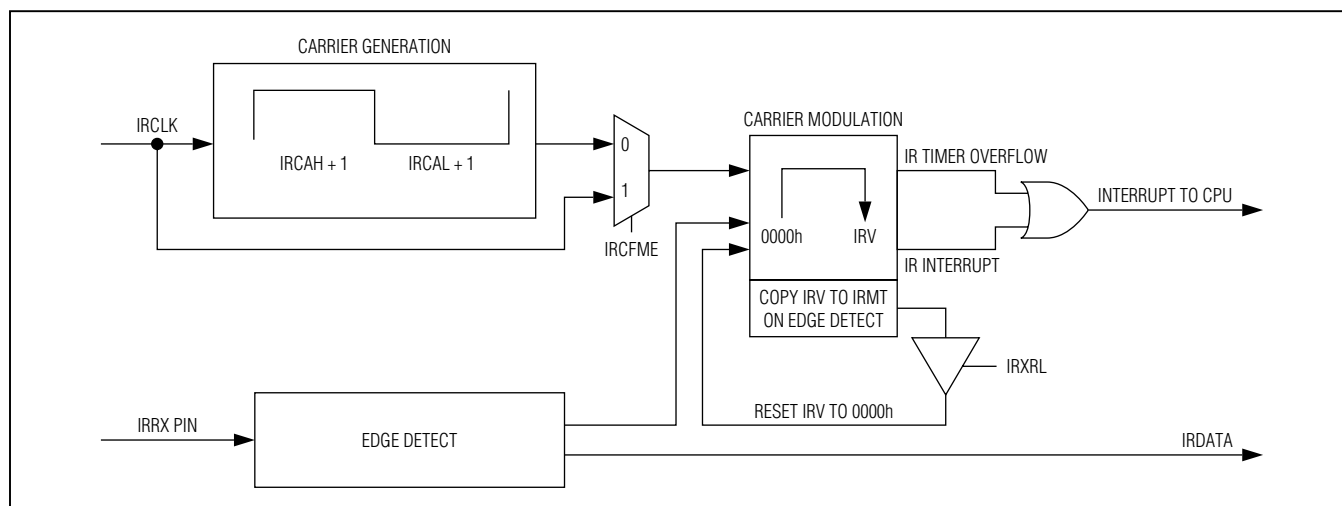 CARRIER GENERATION
IRCLK
IRCAH + 1
IRCAL + 1
0
1
IRCFME
CARRIER MODULATION
0000h
IRV
IR TIMER OVERFLOW
IR INTERRUPT
INTERRUPT TO CPU
COPY IRV TO IRMT
ON EDGE DETECT
IRXRL
RESET IRV TO 0000h
IRRX PIN
EDGE DETECT
IRDATA